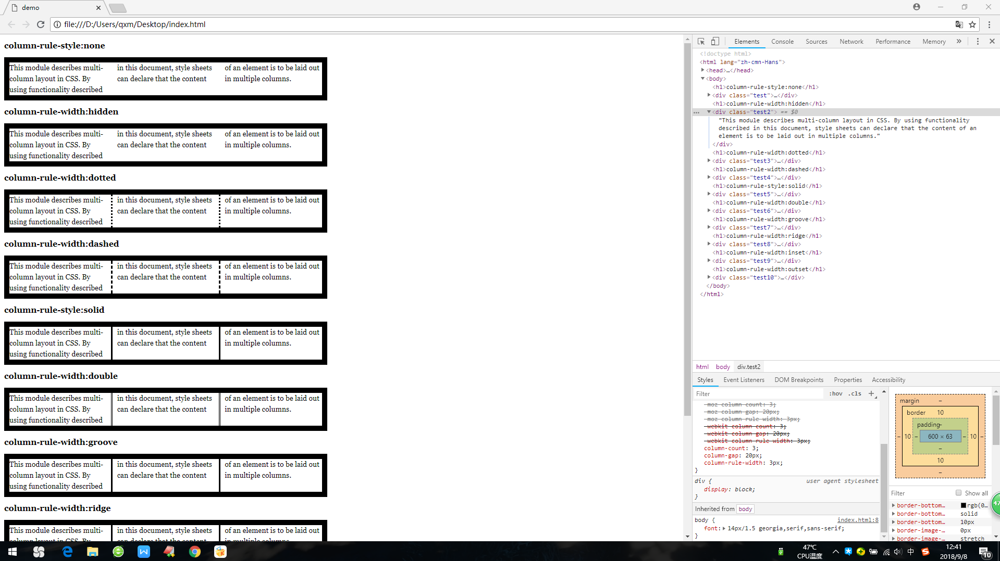 demo
file:///D:/Users/qxm/Desktop/index.html
column-rule-style:none
This module describes multi-
column layout in CSS. By
using functionality described
in this document, style sheets
can declare that the content
of an element is to be laid out
in multiple columns.
column-rule-width:hidden
This module describes multi-
column layout in CSS. By
using functionality described
in this document, style sheets
can declare that the content
of an element is to be laid out
in multiple columns.
column-rule-width:dotted
This module describes multi-
column layout in CSS. By
using functionality described
in this document, style sheets
can declare that the content
of an element is to be laid out
in multiple columns.
column-rule-width:dashed
This module describes multi-
column layout in CSS. By
using functionality described
in this document, style sheets
can declare that the content
of an element is to be laid out
in multiple columns.
column-rule-style:solid
This module describes multi-
column layout in CSS. By
using functionality described
in this document, style sheets
can declare that the content
of an element is to be laid out
in multiple columns.
column-rule-width:double
This module describes multi-
column layout in CSS. By
using functionality described
in this document, style sheets
can declare that the content
of an element is to be laid out
in multiple columns.
column-rule-width:groove
This module describes multi-
column layout in CSS. By
using functionality described
in this document, style sheets
can declare that the content
of an element is to be laid out
in multiple columns.
column-rule-width:ridge
This module describes multi-
column layout in CSS. By
in this document, style sheets
can declare that the content
of an element is to be laid out
in multiple columns.
Elements Console Sources Network Performance Memory »
<!doctype html>
<html lang="zh-cmn-Hans">
<head>…</head>
<body>
<h1>column-rule-style:none</h1>
<div class="test">…</div>
<h1>column-rule-width:hidden</h1>
… <div class="test2"> == $0
"This module describes multi-column layout in CSS. By using functionality
described in this document, style sheets can declare that the content of an
element is to be laid out in multiple columns."
</div>
<h1>column-rule-width:dotted</h1>
<div class="test3">…</div>
<h1>column-rule-width:dashed</h1>
<div class="test4">…</div>
<h1>column-rule-style:solid</h1>
<div class="test5">…</div>
<h1>column-rule-width:double</h1>
<div class="test6">…</div>
<h1>column-rule-width:groove</h1>
<div class="test7">…</div>
<h1>column-rule-width:ridge</h1>
<div class="test8">…</div>
<h1>column-rule-width:inset</h1>
<div class="test9">…</div>
<h1>column-rule-width:outset</h1>
<div class="test10">…</div>
</body>
</html>
html body div.test2
Styles Event Listeners DOM Breakpoints Properties Accessibility
Filter :hov .cls +
-moz-column-count: 3;
-moz-column-gap: 20px;
-moz-column-rule-width: 3px;
-webkit-column-count: 3;
-webkit-column-gap: 20px;
-webkit-column-rule-width: 3px;
column-count: 3;
column-gap: 20px;
column-rule-width: 3px;
}
div { user agent stylesheet
display: block;
}
Inherited from body
body { index.html:8
font: 14px/1.5 georgia,serif,sans-serif;
}
margin –
border 10
padding –
– 10 – 600 × 63 – 10 –
–
10
–
Filter Show all
border-bottom… rgb(0…
border-bottom… solid
border-bottom… 10px
border-image-… 0px
border-image-… stretch
47
47℃
CPU温度
中
12:41
2018/9/8
10